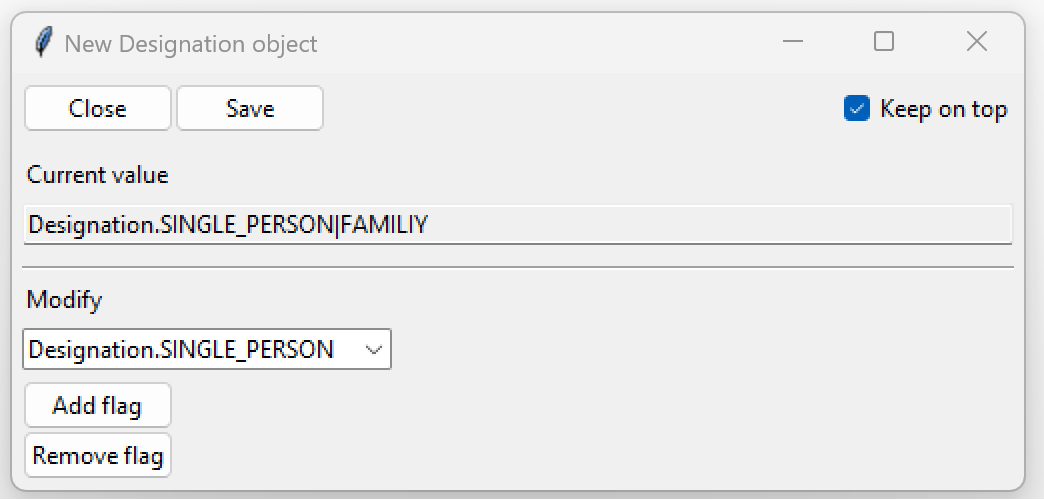 New Designation object
Close Save Keep on top
Current value
Designation.SINGLE_PERSON|FAMILIY
Modify
Designation.SINGLE_PERSON
Add flag
Remove flag